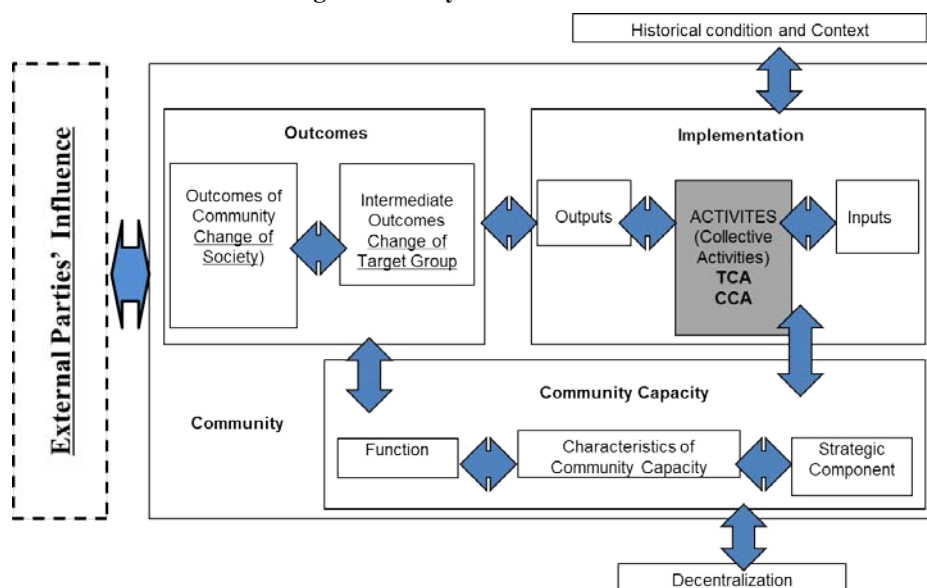 Historical condition and Context
External Parties' Influence
Outcomes
Outcomes of
Community
Change of
Society)
Intermediate
Outcomes
Change of
Target Group
Implementation
Outputs
ACTIVITES
(Collective
Activities)
TCA
CCA
Inputs
Community
Community Capacity
Function
Characteristics of
Community Capacity
Strategic
Component
Decentralization